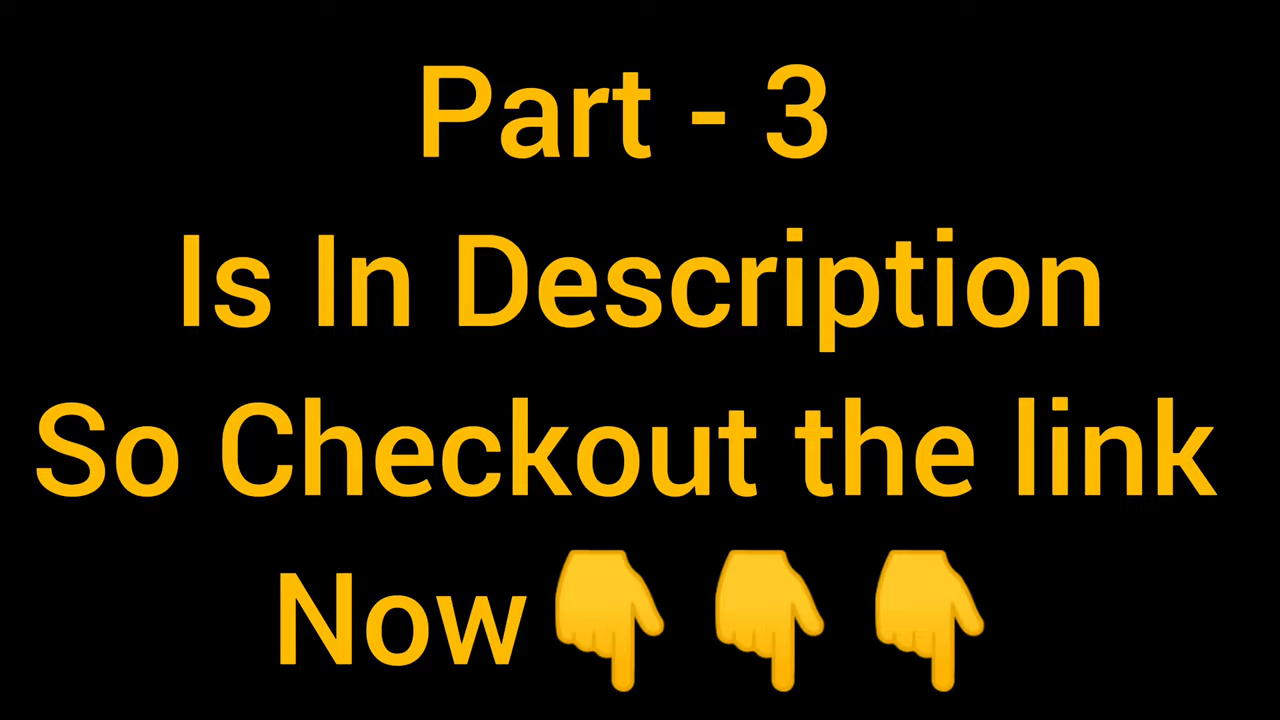 Part - 3
Is In Description
So Checkout the link
Now👇👇👇